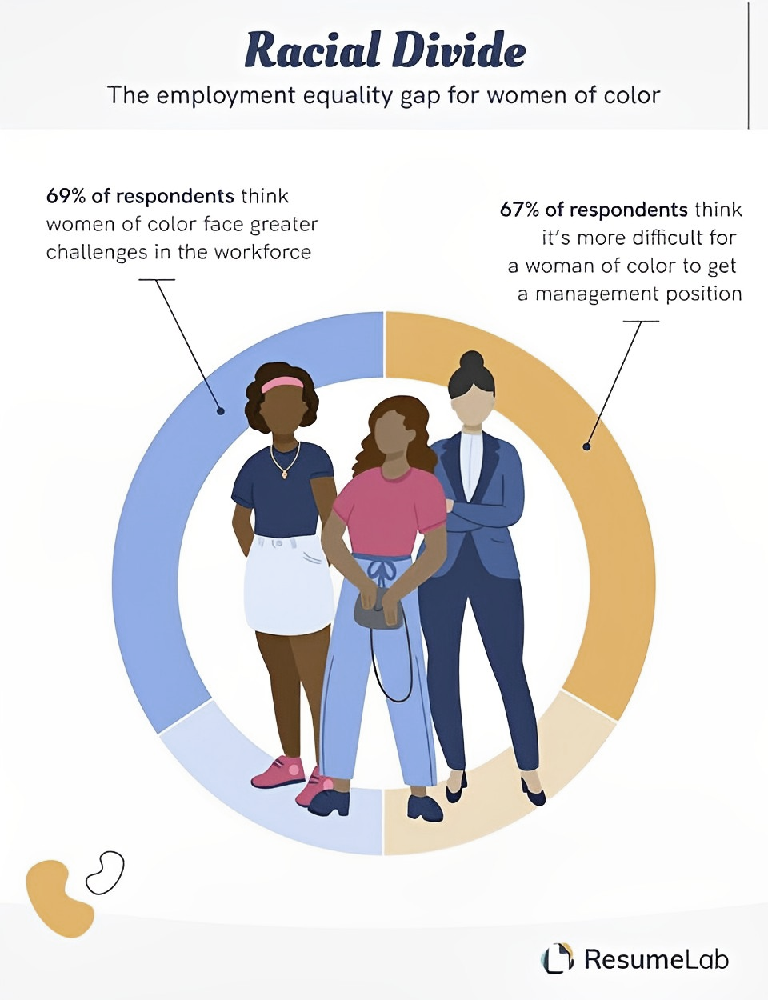 Racial Divide
The employment equality gap for women of color
69% of respondents think
women of color face greater
challenges in the workforce
67% of respondents think
it's more difficult for
a woman of color to get
a management position
ResumeLab